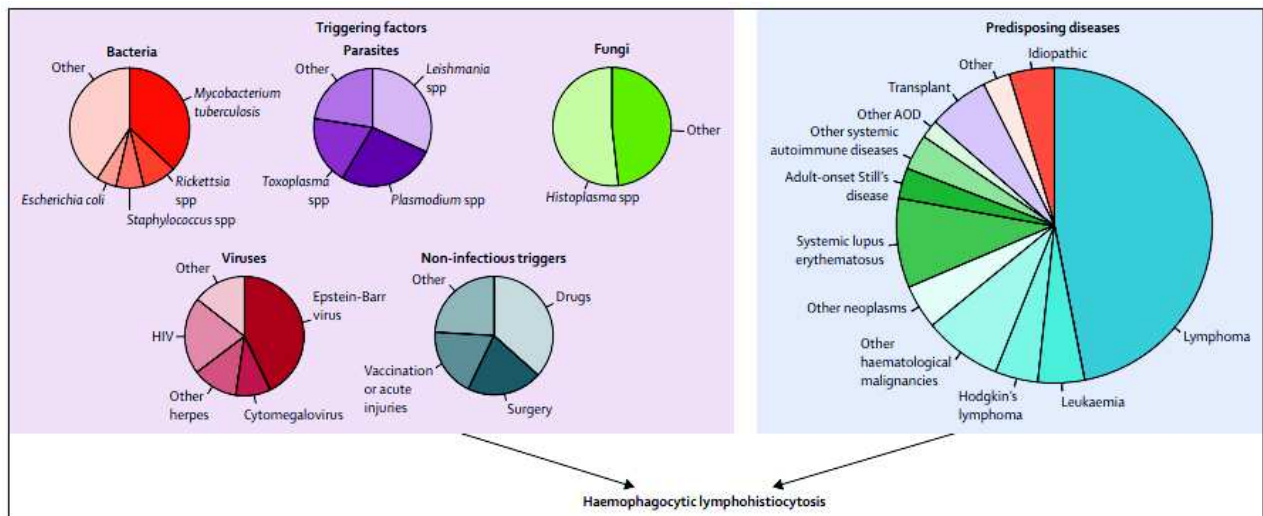 Triggering factors
Bacteria
Other
Mycobacterium
tuberculosis
Rickettsia
spp
Staphylococcus spp
Escherichia coli
Parasites
Other
Leishmania
spp
Plasmodium spp
Toxoplasma
spp
Fungi
Other
Histoplasma spp
Viruses
Other
Epstein-Barr
virus
HIV
Other
herpes
Cytomegalovirus
Non-infectious triggers
Other
Drugs
Vaccination
or acute
injuries
Surgery
Predisposing diseases
Idiopathic
Other
Transplant
Other AOD
Other systemic
autoimmune diseases
Adult-onset Still's
disease
Systemic lupus
erythematosus
Other neoplasms
Other
haematological
malignancies
Hodgkin's
lymphoma
Leukaemia
Lymphoma
Haemophagocytic lymphohistiocytosis